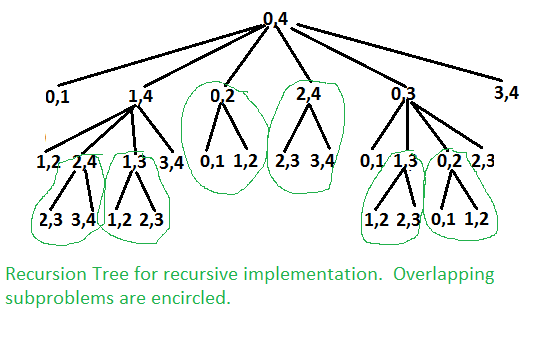 0,4
0,1 1,4 0,2 2,4 0,3 3,4
1,2 2,4 1,3 3,4 0,1 1,2 2,3 3,4 0,1 1,3 0,2 2,3
2,3 3,4 1,2 2,3 1,2 2,3 0,1 1,2
Recursion Tree for recursive implementation. Overlapping
subproblems are encircled.